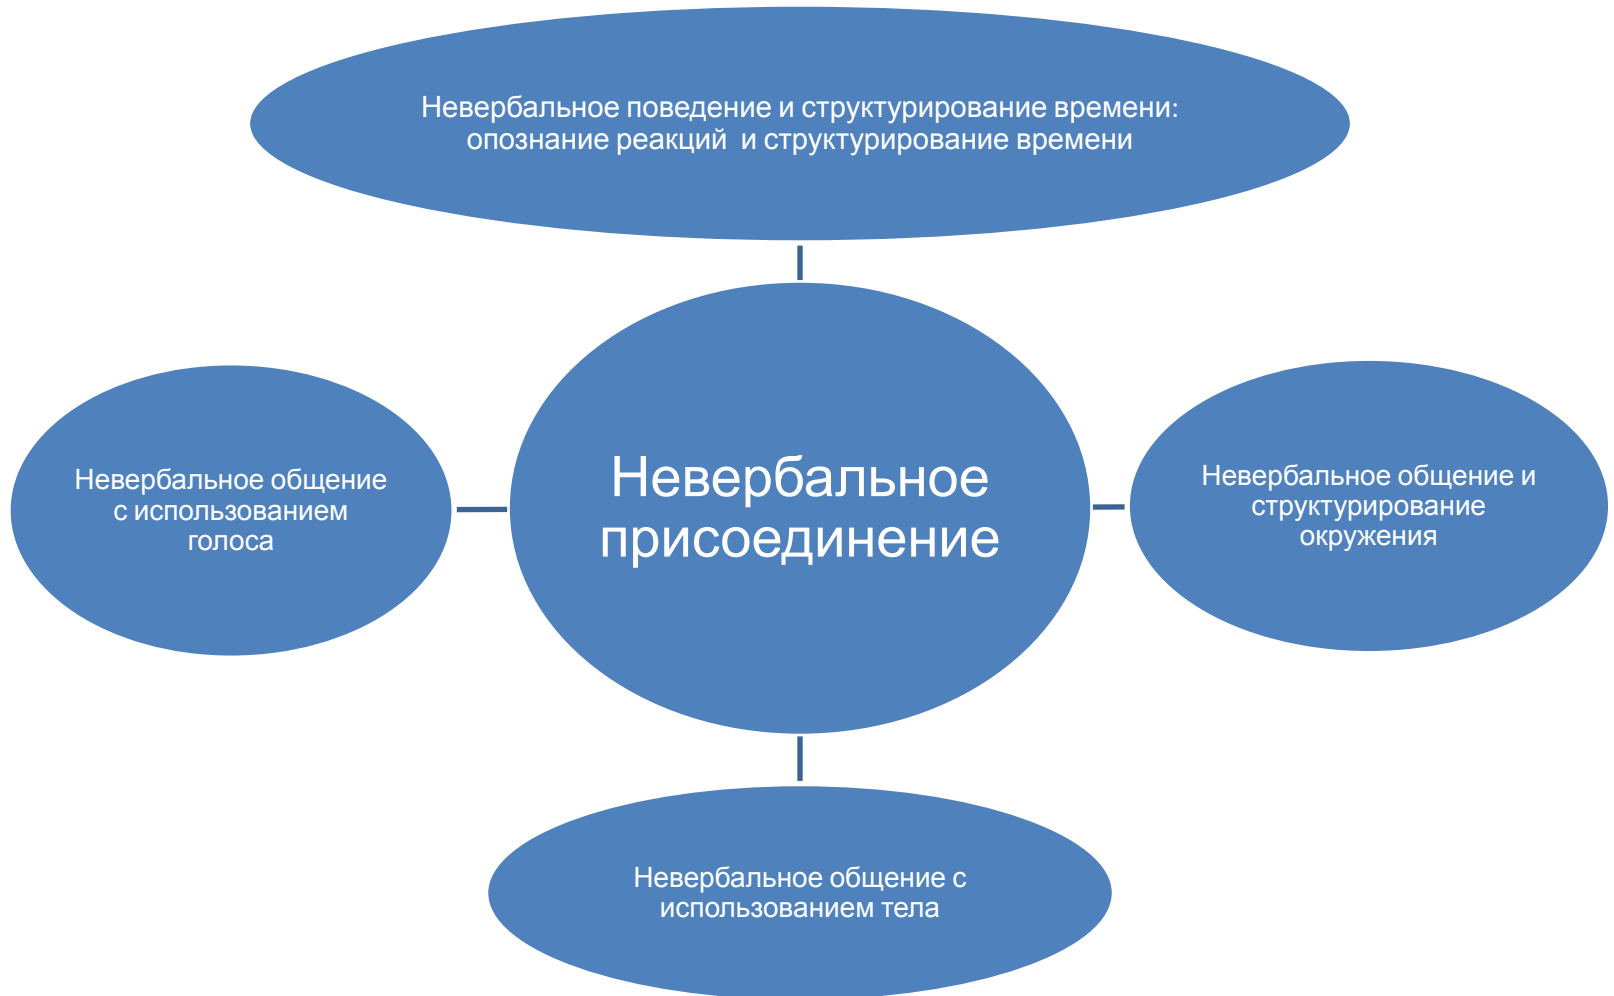 Невербальное поведение и структурирование времени:
опознание реакций и структурирование времени
Невербальное общение
с использованием
голоса
Невербальное
присоединение
Невербальное общение и
структурирование
окружения
Невербальное общение с
использованием тела